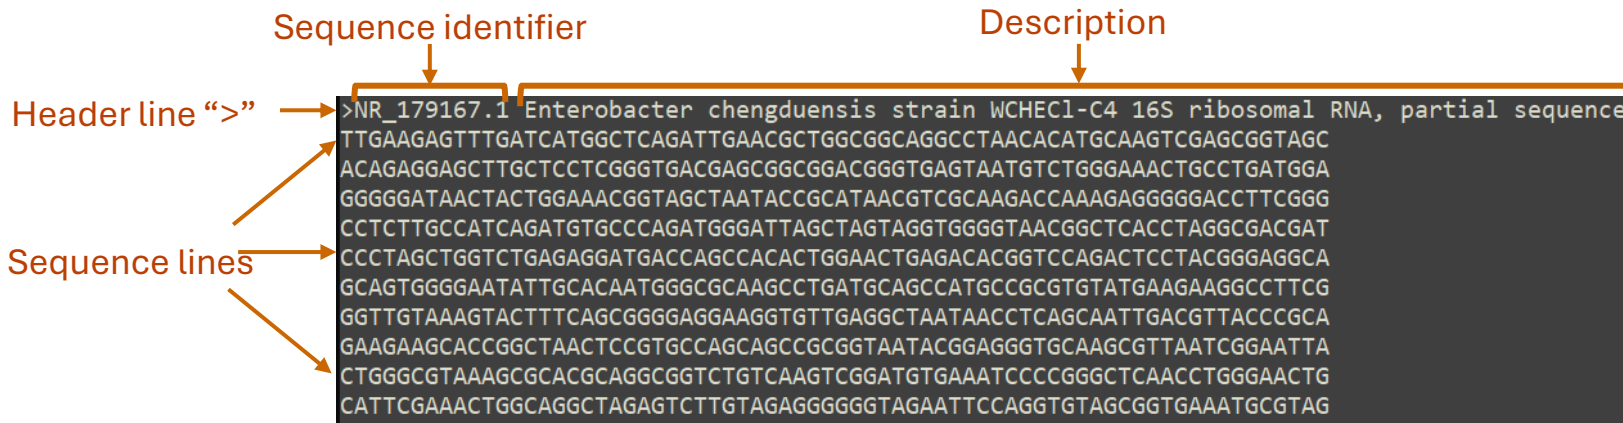 Sequence identifier
Description
Header line “>”
>NR_179167.1 Enterobacter chengduensis strain WCHECl-C4 16S ribosomal RNA, partial sequence
TTGAAGAGTTTGATCATGGCTCAGATTGAACGCTGGCGGCAGGCCTAACACATGCAAGTCGAGCGGTAGC
ACAGAGGAGCTTGCTCCTCGGGTGACGAGCGGCGGACGGGTGAGTAATGTCTGGGAAACTGCCTGATGGA
GGGGGATAACTACTGGAAACGGTAGCTAATACCGCATAACGTCGCAAGACCAAAGAGGGGGACCTTCGGG
CCTCTTGCCATCAGATGTGCCCAGATGGGATTAGCTAGTAGGTGGGGTAACGGCTCACCTAGGCGACGAT
Sequence lines
CCCTAGCTGGTCTGAGAGGATGACCAGCCACACTGGAACTGAGACACGGTCCAGACTCCTACGGGAGGCA
GCAGTGGGGAATATTGCACAATGGGCGCAAGCCTGATGCAGCCATGCCGCGTGTATGAAGAAGGCCTTCG
GGTTGTAAAGTACTTTCAGCGGGGAGGAAGGTGTTGAGGCTAATAACCTCAGCAATTGACGTTACCCGCA
GAAGAAGCACCGGCTAACTCCGTGCCAGCAGCCGCGGTAATACGGAGGGTGCAAGCGTTAATCGGAATTA
CTGGGCGTAAAGCGCACGCAGGCGGTCTGTCAAGTCGGATGTGAAATCCCCGGGCTCAACCTGGGAACTG
CATTCGAAACTGGCAGGCTAGAGTCTTGTAGAGGGGGGTAGAATTCCAGGTGTAGCGGTGAAATGCGTAG